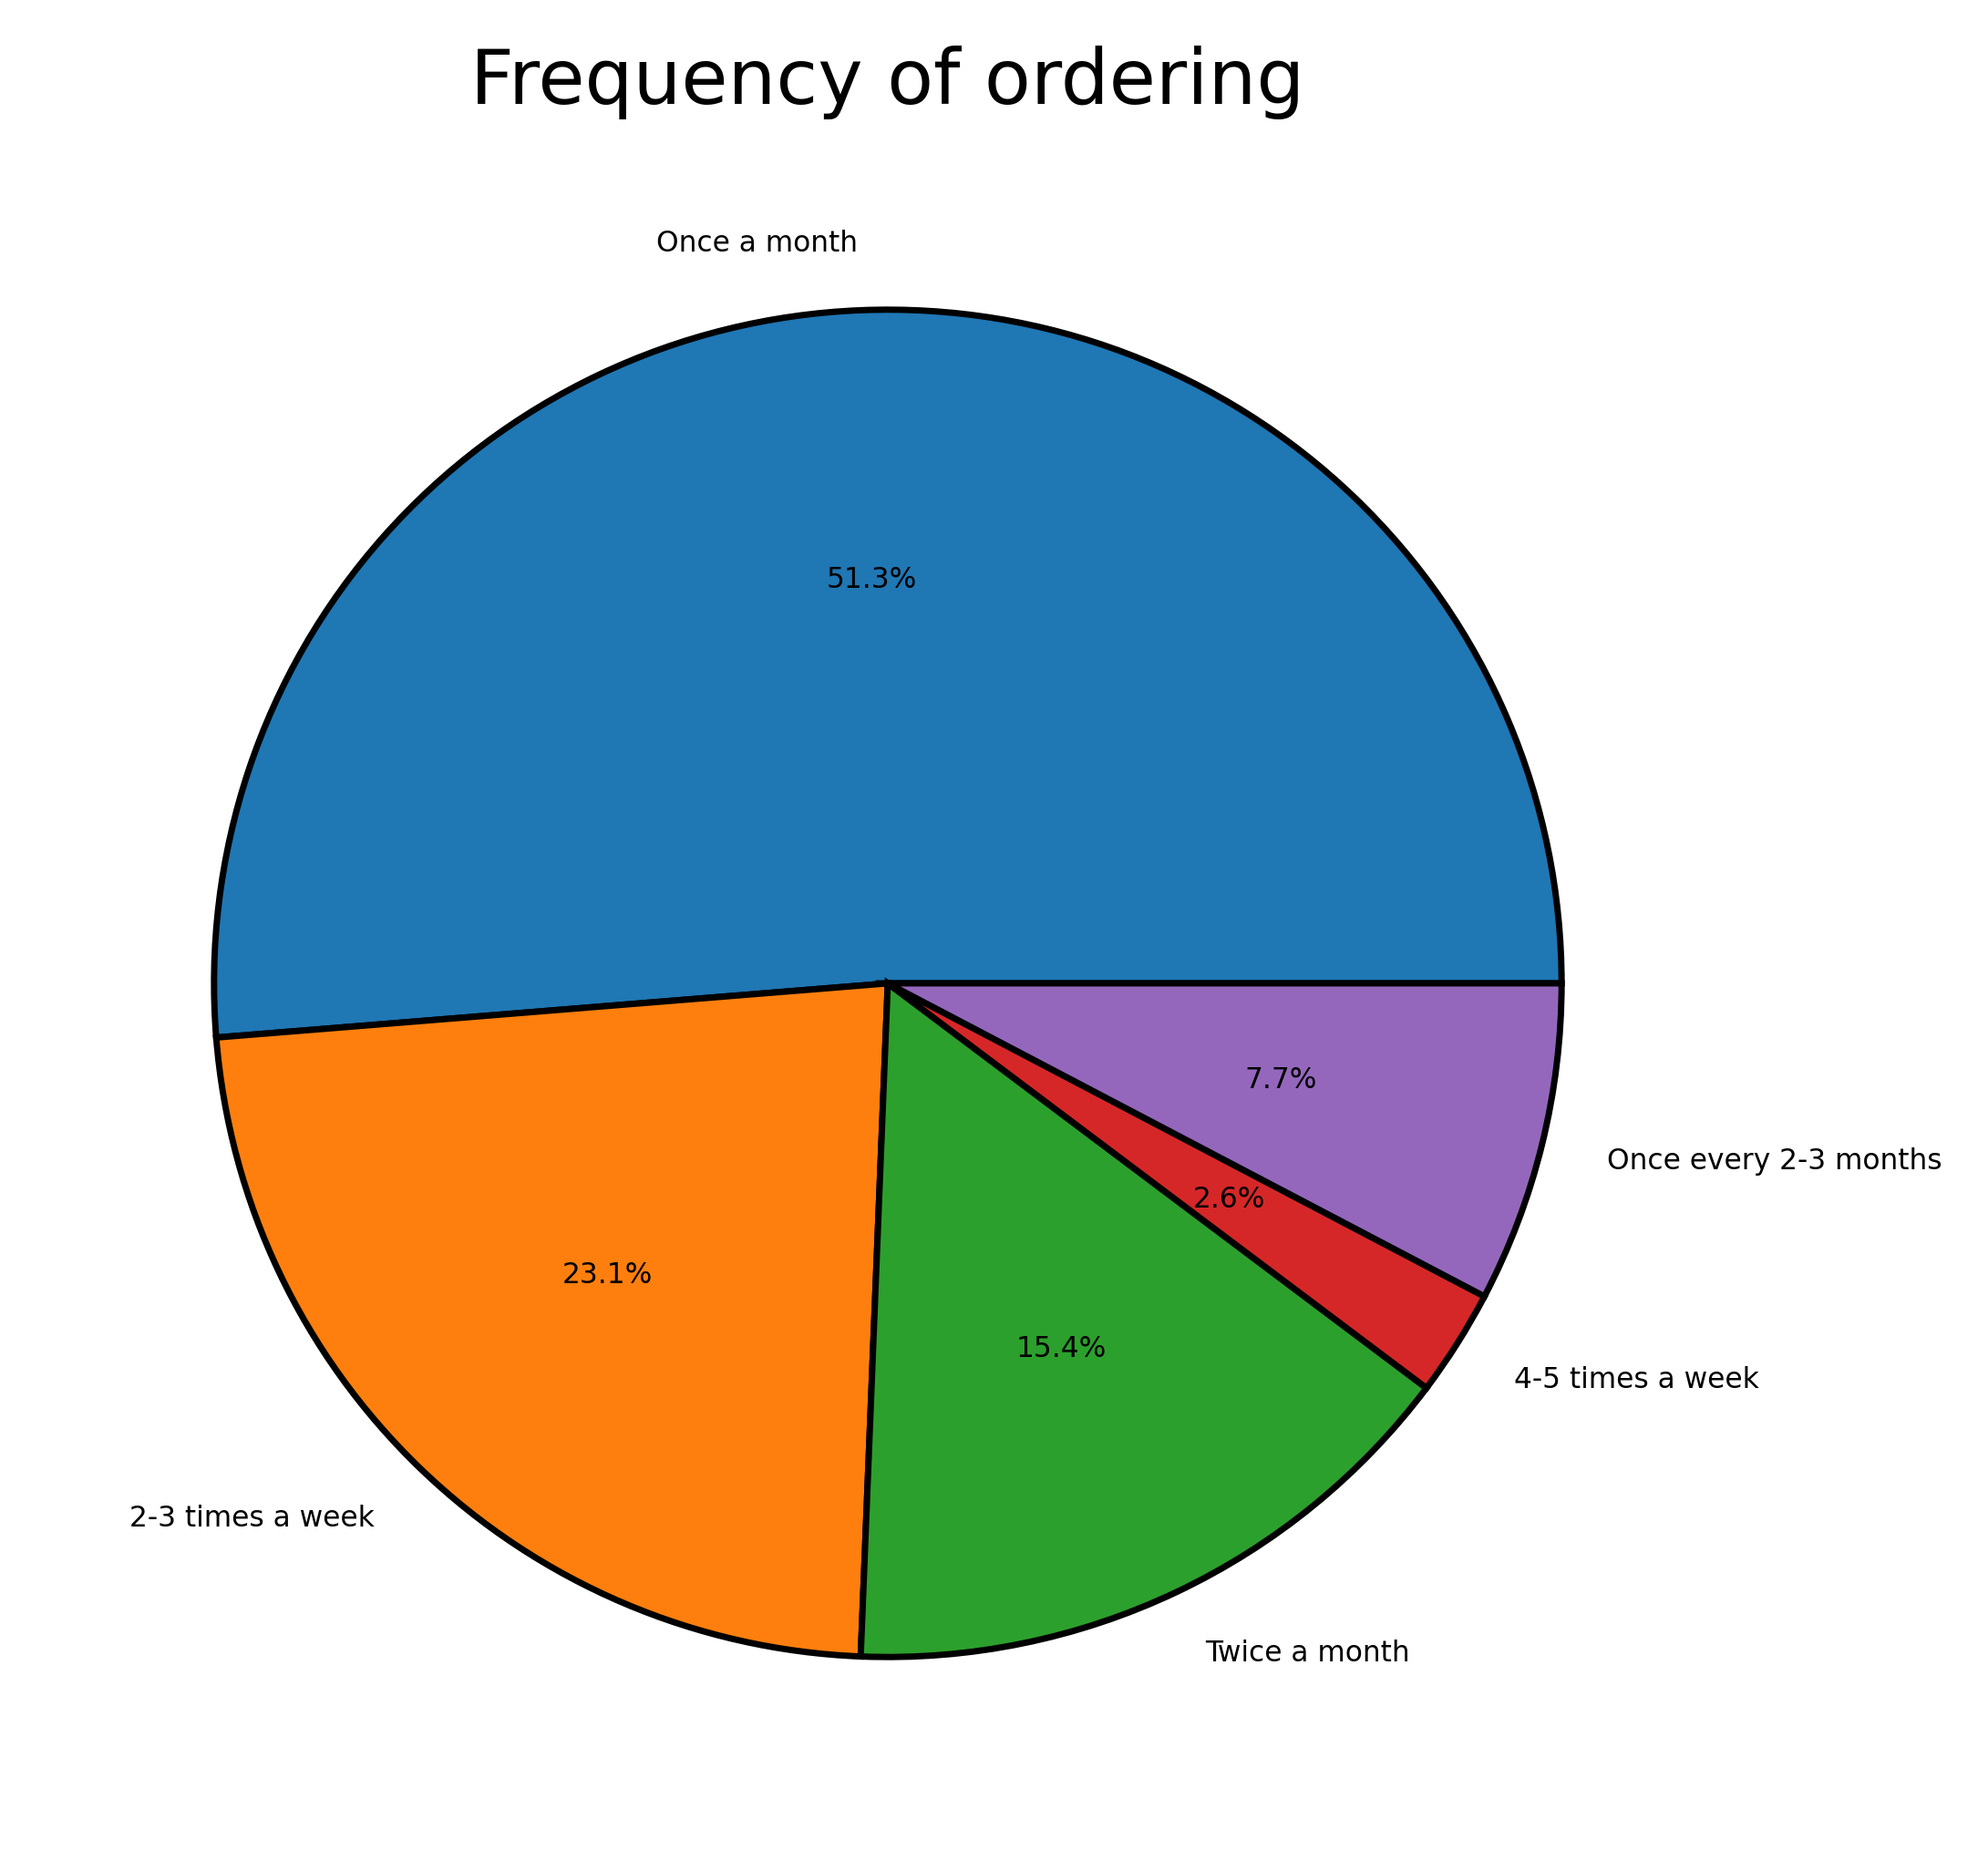 Frequency of ordering
Once a month
51.3%
7.7%
Once every 2-3 months
2.6%
23.1%
15.4%
4-5 times a week
2-3 times a week
Twice a month